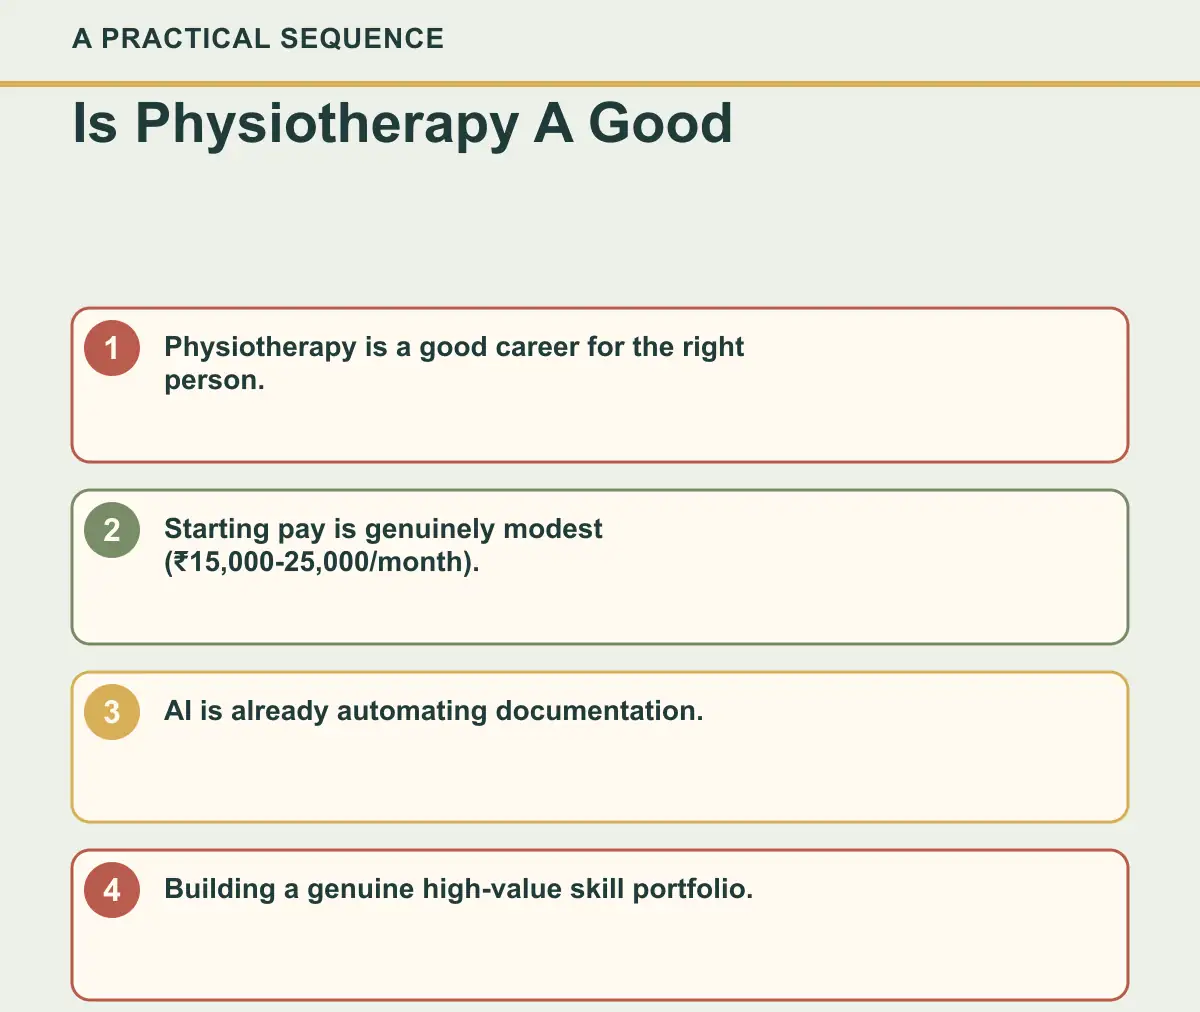 A PRACTICAL SEQUENCE
Is Physiotherapy A Good
1
Physiotherapy is a good career for the right
person.
2
Starting pay is genuinely modest
(₹15,000-25,000/month).
3
AI is already automating documentation.
4
Building a genuine high-value skill portfolio.